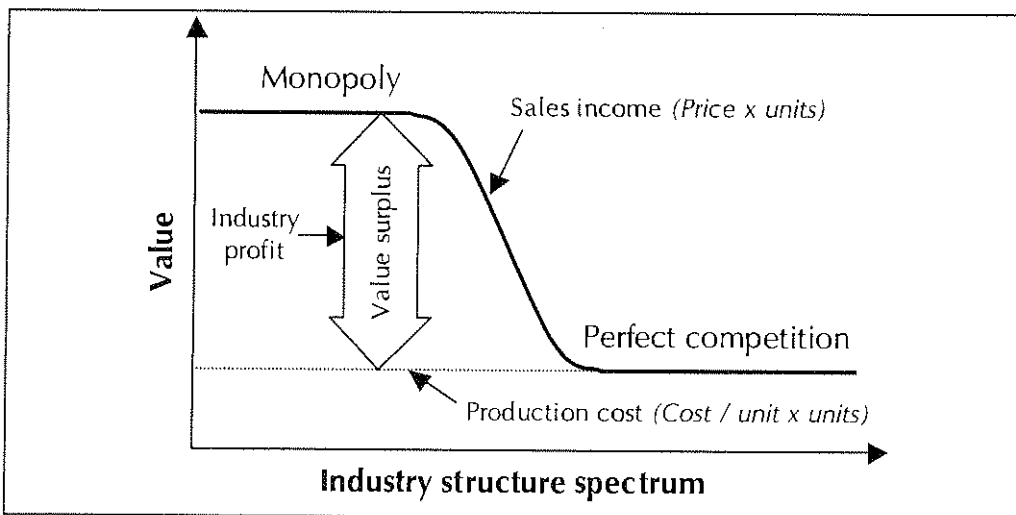 Monopoly
Sales income (Price x units)
Industry
profit
Value surplus
Value
Perfect competition
Production cost (Cost / unit x units)
Industry structure spectrum